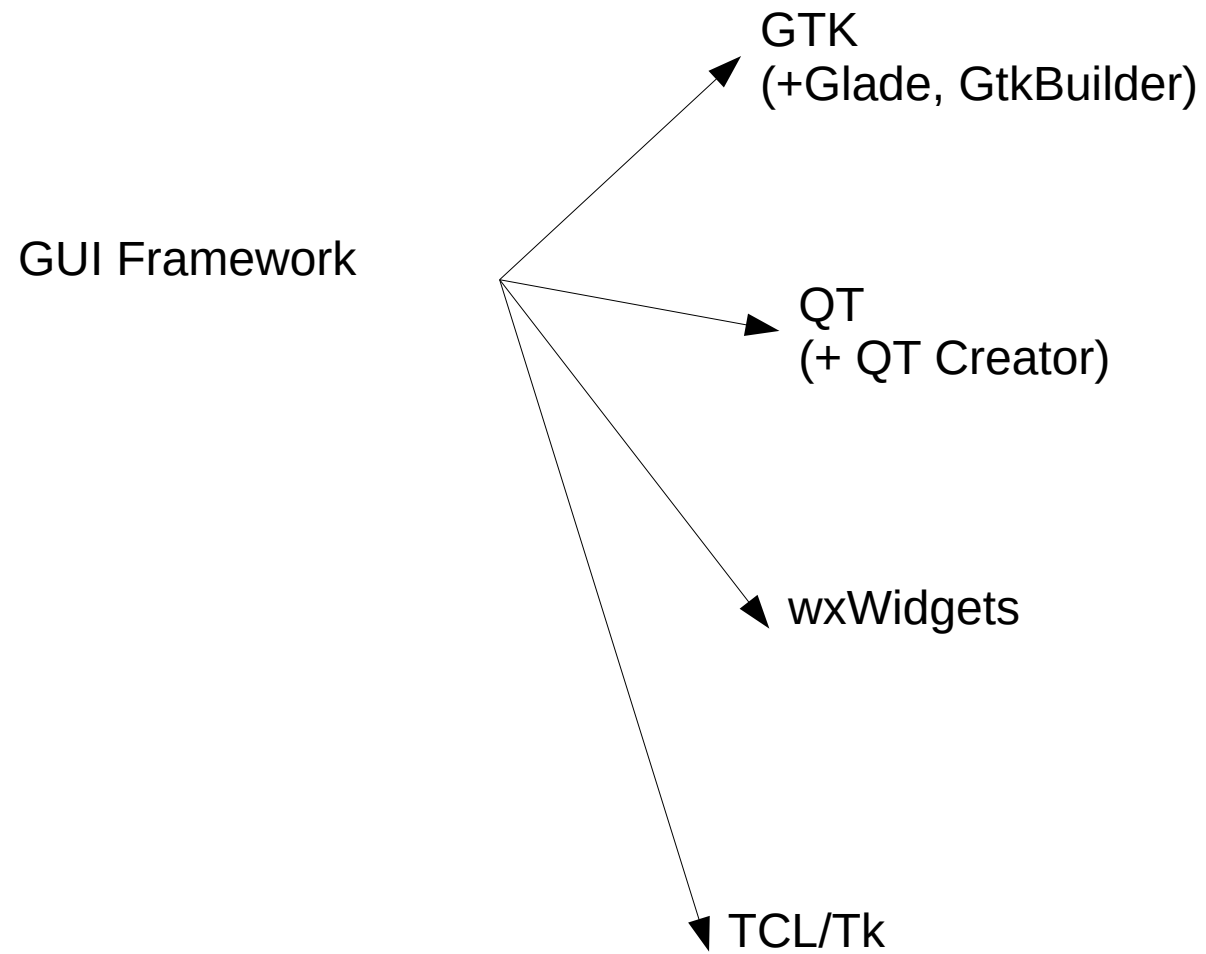 GTK
(+Glade, GtkBuilder)
GUI Framework
QT
(+ QT Creator)
wxWidgets
TCL/Tk